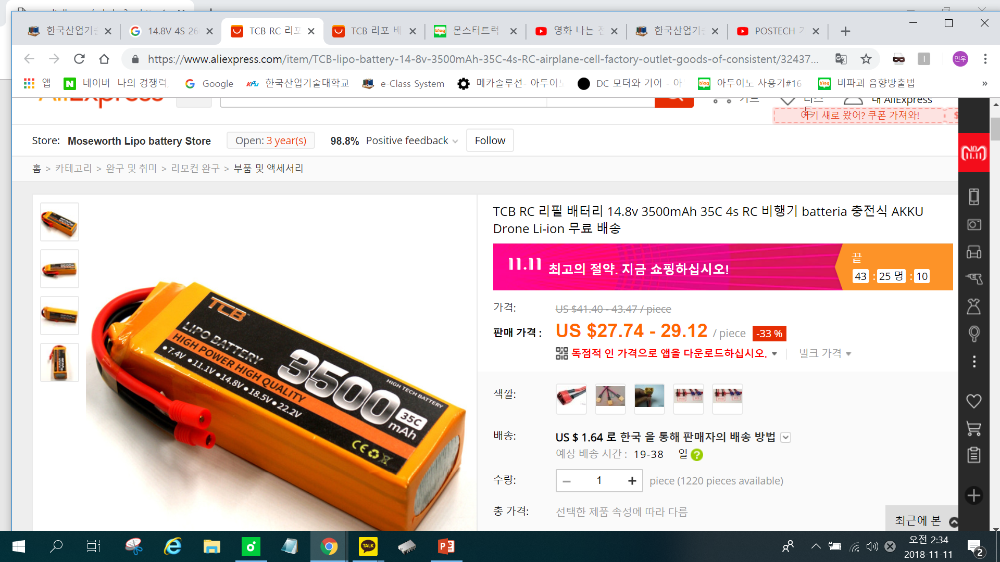 한국산업기술
14.8V 4S 26
TCB RC 리포
TCB 리포 배
몬스터트럭
영화 나는 전
한국산업기술
POSTECH
https://www.aliexpress.com/item/TCB-lipo-battery-14-8v-3500mAh-35C-4s-RC-airplane-cell-factory-outlet-goods-of-consistent/32437...
민우
앱
네이버
나의 경쟁력,
Google
KPU
한국산업기술대학교
e-Class System
메카솔루션- 아두이노
DC 모터와 기어 - 아
blog
아두이노 사용기#16
blog
비파괴 음향방출법
»
AliExpress
카트
내 AliExpress
여기 새로 왔어? 쿠폰 가져와!
Store: Moseworth Lipo battery Store
Open: 3 year(s)
98.8% Positive feedback
Follow
홈 > 카테고리 > 완구 및 취미 > 리모컨 완구 > 부품 및 액세서리
11.11
TCB
LIPO BATTERY
HIGH POWER HIGH QUALITY
•7.4V •11.1V •14.8V •18.5V •22.2V
3500
mAh
HIGH TECH BATTERY
35C
TCB RC 리필 배터리 14.8v 3500mAh 35C 4s RC 비행기 batteria 충전식 AKKU
Drone Li-ion 무료 배송
11.11 최고의 절약. 지금 쇼핑하십시오!
끝
43 : 25 명 : 10
가격: US $41.40 - 43.47 / piece
판매 가격 : US $27.74 - 29.12 / piece -33 %
독점적 인 가격으로 앱을 다운로드하십시오.
벌크 가격
색깔:
배송: US $ 1.64 로 한국 을 통해 판매자의 배송 방법
예상 배송 시간 : 19-38 일
수량: − 1 + piece (1220 pieces available)
총 가격: 선택한 제품 속성에 따라 다름
최근에 본
TALK
오전 2:34
2018-11-11
2